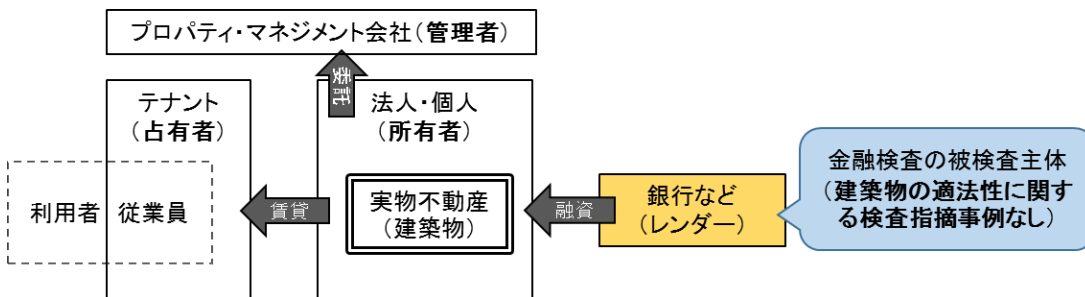 プロパティ・マネジメント会社（管理者）
委託
テナント
（占有者）
法人・個人
（所有者）
利用者
従業員
賃貸
実物不動産
（建築物）
融資
銀行など
（レンダー）
金融検査の被検査主体
（建築物の適法性に関す
る検査指摘事例なし）